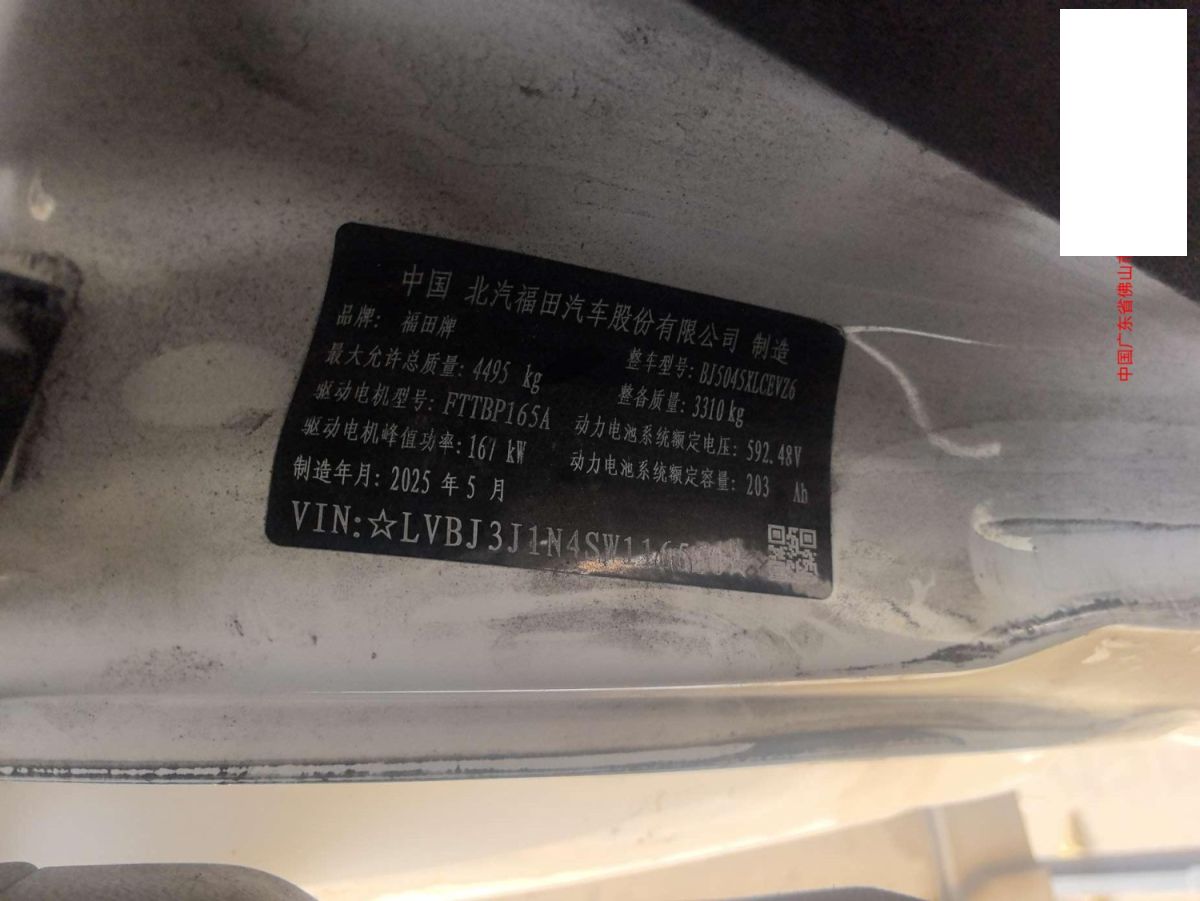 中国 北汽福田汽车股份有限公司 制造
品牌: 福田牌
整车型号: BJ5045XLCEVZ6
最大允许总质量: 4495 kg
整备质量: 3310 kg
驱动电机型号: FTTBP165A
动力电池系统额定电压: 592.48V
驱动电机峰值功率: 167 kW
动力电池系统额定容量: 203 Ah
制造年月: 2025 年 5 月
VIN:☆LVBJ3J1N4SW116
中国广东省佛山市